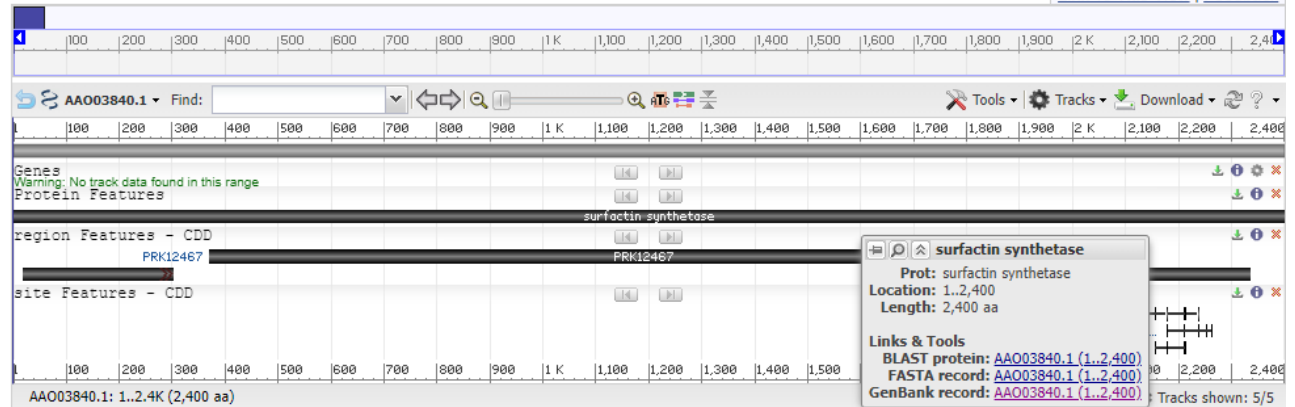 100 200 300 400 500 600 700 800 900 1 K 1,100 1,200 1,300 1,400 1,500 1,600 1,700 1,800 1,900 2 K 2,100 2,200 2,40
AAO03840.1 Find: ATG Tools Tracks Download ?
1 100 200 300 400 500 600 700 800 900 1 K 1,100 1,200 1,300 1,400 1,500 1,600 1,700 1,800 1,900 2 K 2,100 2,200 2,400
Genes
Warning: No track data found in this range
Protein Features
surfactin synthetase
region Features - CDD
PRK12467 PRK12467
site Features - CDD
surfactin synthetase
Prot: surfactin synthetase
Location: 1..2,400
Length: 2,400 aa
Links & Tools
BLAST protein: AAO03840.1 (1..2,400)
FASTA record: AAO03840.1 (1..2,400)
GenBank record: AAO03840.1 (1..2,400)
1 100 200 300 400 500 600 700 800 900 1 K 1,100 1,200 1,300 1,400 1,500 2,200 2,400
AAO03840.1: 1..2.4K (2,400 aa) Tracks shown: 5/5